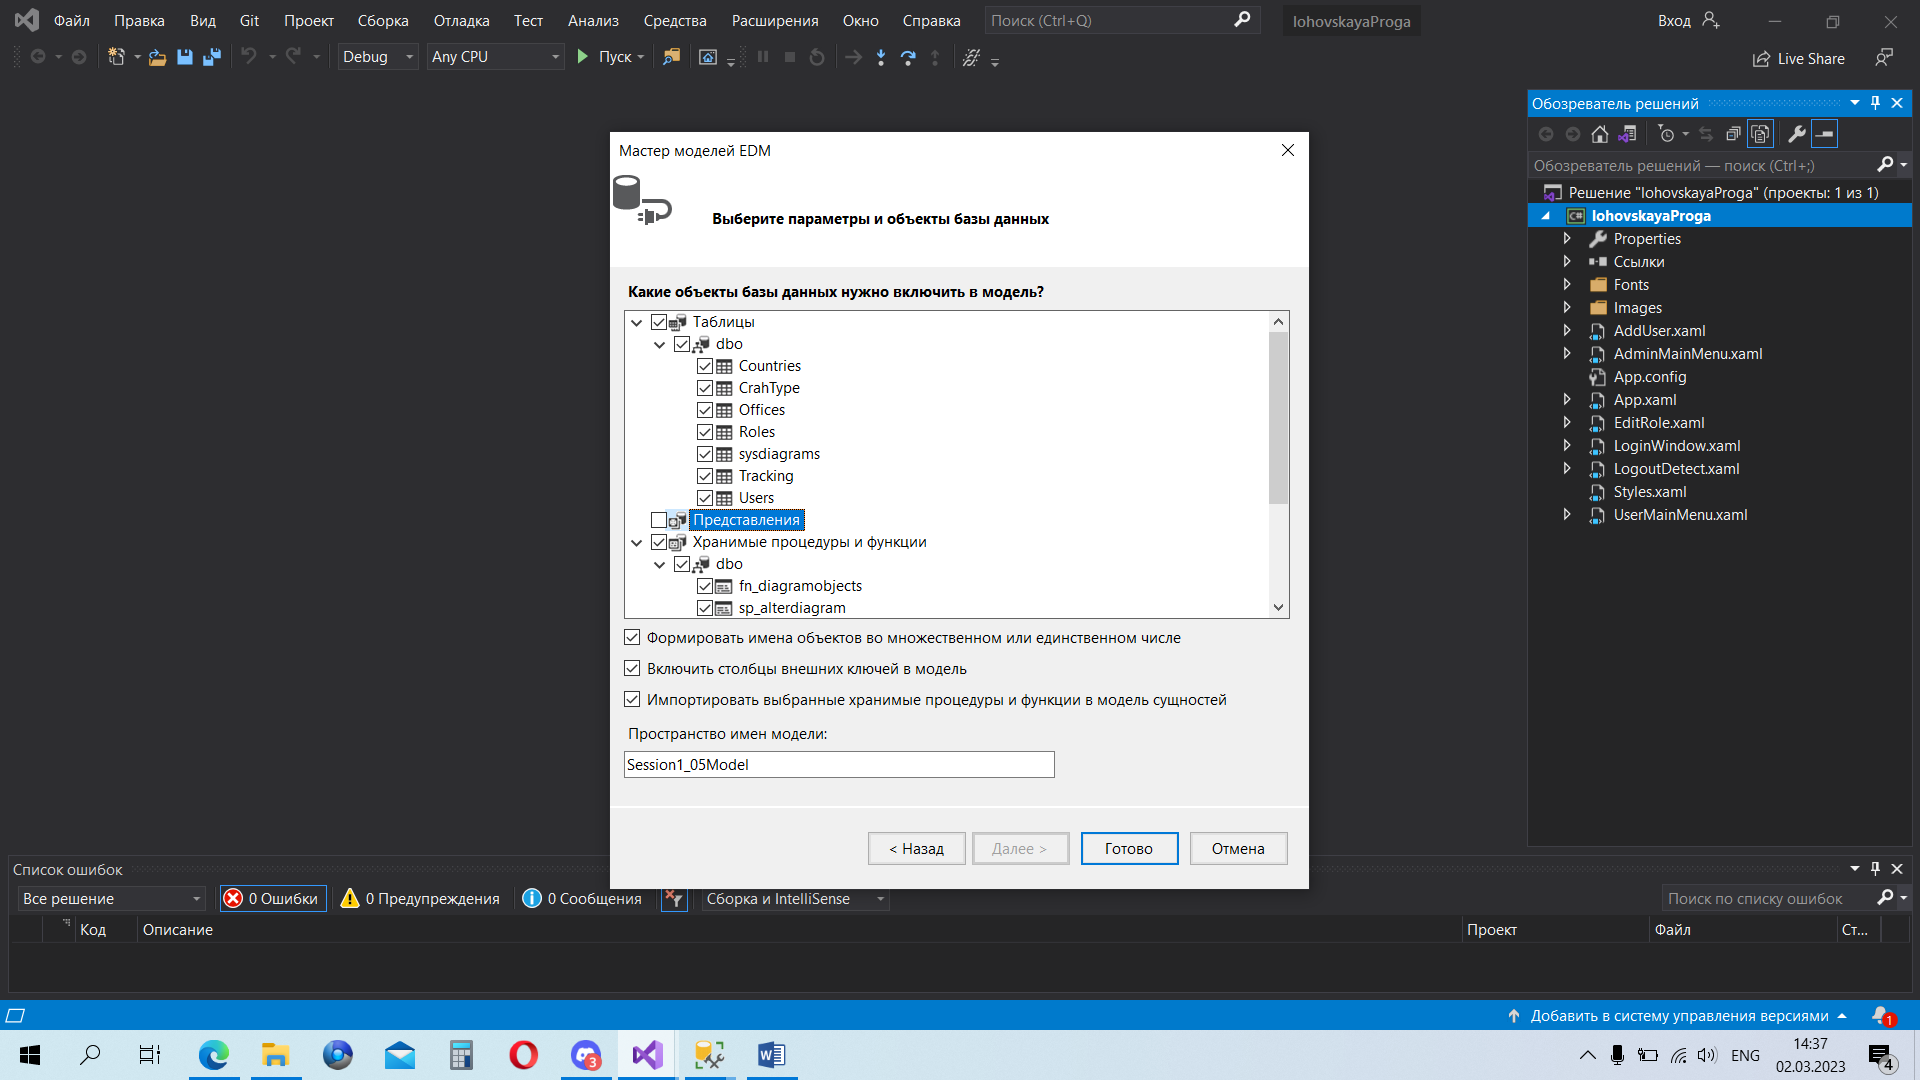 Файл Правка Вид Git Проект Сборка Отладка Тест Анализ Средства Расширения Окно Справка Поиск (Ctrl+Q) lohovskayaProga Вход
Debug Any CPU Пуск Live Share
Обозреватель решений
Обозреватель решений — поиск (Ctrl+;)
Решение "lohovskayaProga" (проекты: 1 из 1)
C# lohovskayaProga
Properties
Ссылки
Fonts
Images
AddUser.xaml
AdminMainMenu.xaml
App.config
App.xaml
EditRole.xaml
LoginWindow.xaml
LogoutDetect.xaml
Styles.xaml
UserMainMenu.xaml
Мастер моделей EDM
Выберите параметры и объекты базы данных
Какие объекты базы данных нужно включить в модель?
Таблицы
dbo
Countries
CrahType
Offices
Roles
sysdiagrams
Tracking
Users
Представления
Хранимые процедуры и функции
dbo
fn_diagramobjects
sp_alterdiagram
Формировать имена объектов во множественном или единственном числе
Включить столбцы внешних ключей в модель
Импортировать выбранные хранимые процедуры и функции в модель сущностей
Пространство имен модели:
Session1_05Model
< Назад Далее > Готово Отмена
Список ошибок
Все решение 0 Ошибки 0 Предупреждения 0 Сообщения Сборка и IntelliSense Поиск по списку ошибок
Код Описание Проект Файл Ст...
Добавить в систему управления версиями 1
3 ENG 14:37
02.03.2023 4